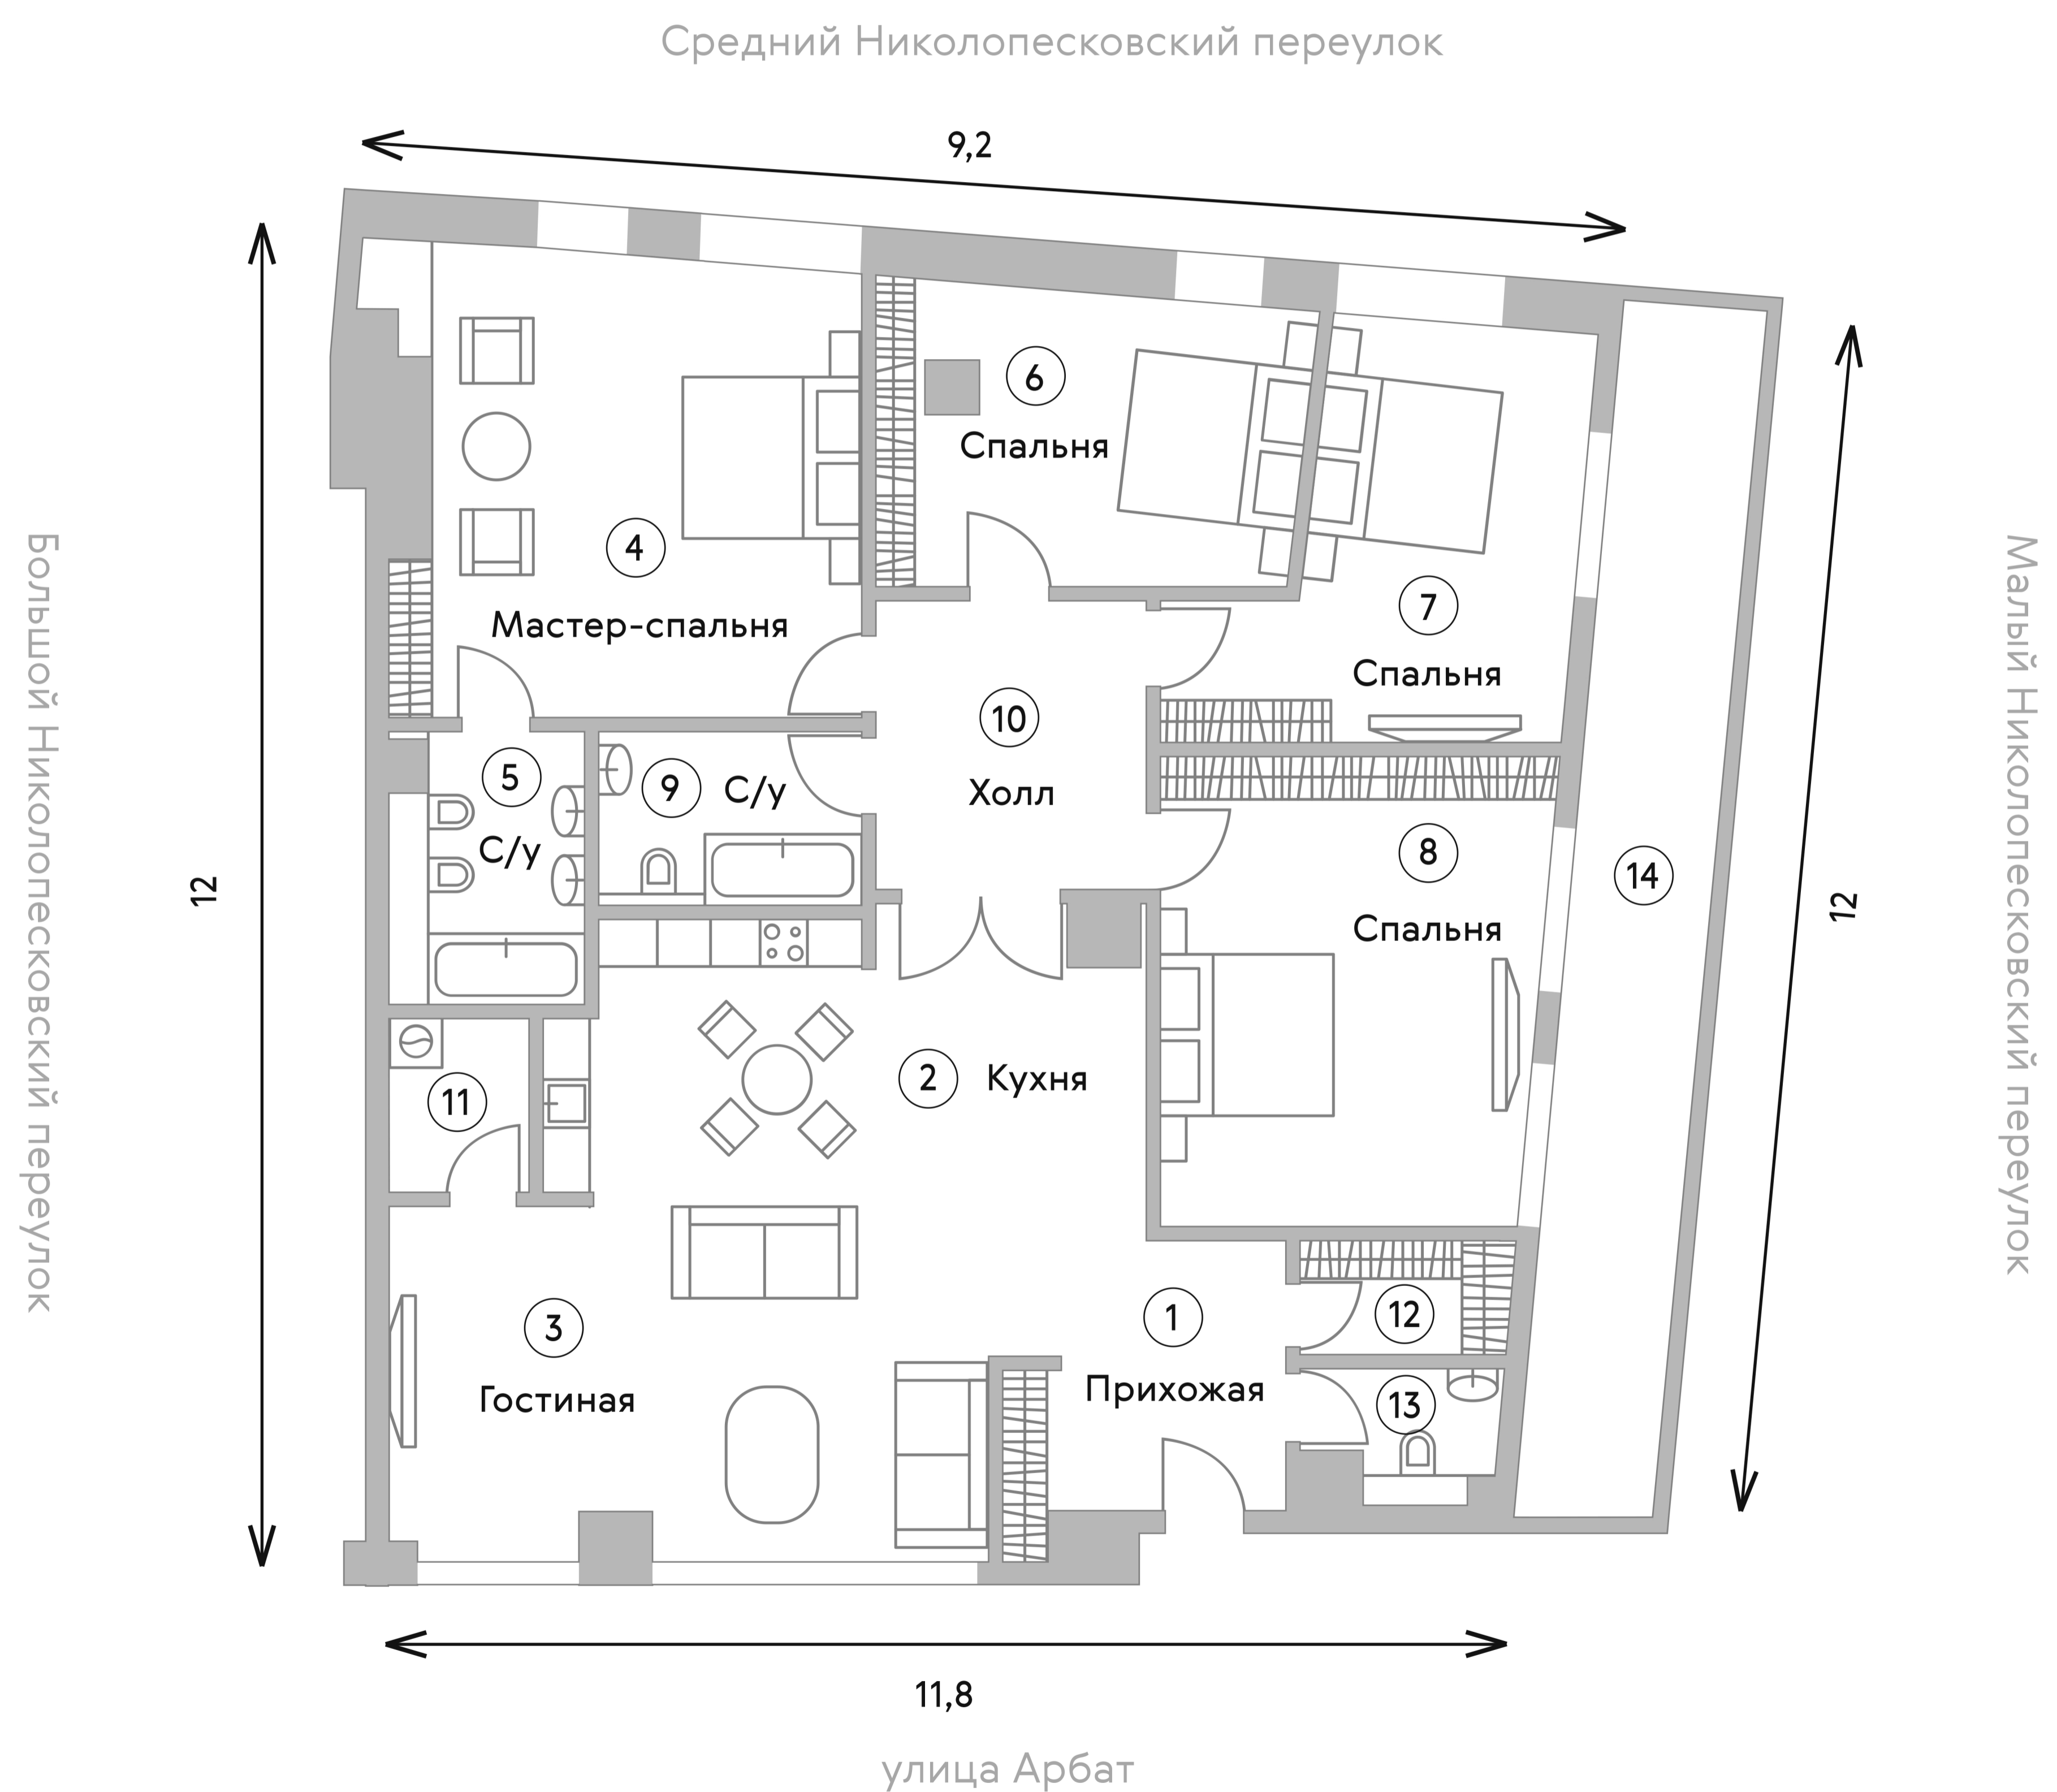 Средний Николопесковский переулок
9,2
6
Спальня
4
Мастер-спальня
7
Спальня
10
Холл
5
С/у
9
С/у
8
Спальня
14
12
12
Большой Николопесковский переулок
Малый Николопесковский переулок
2
Кухня
11
3
Гостиная
1
Прихожая
12
13
11,8
улица Арбат